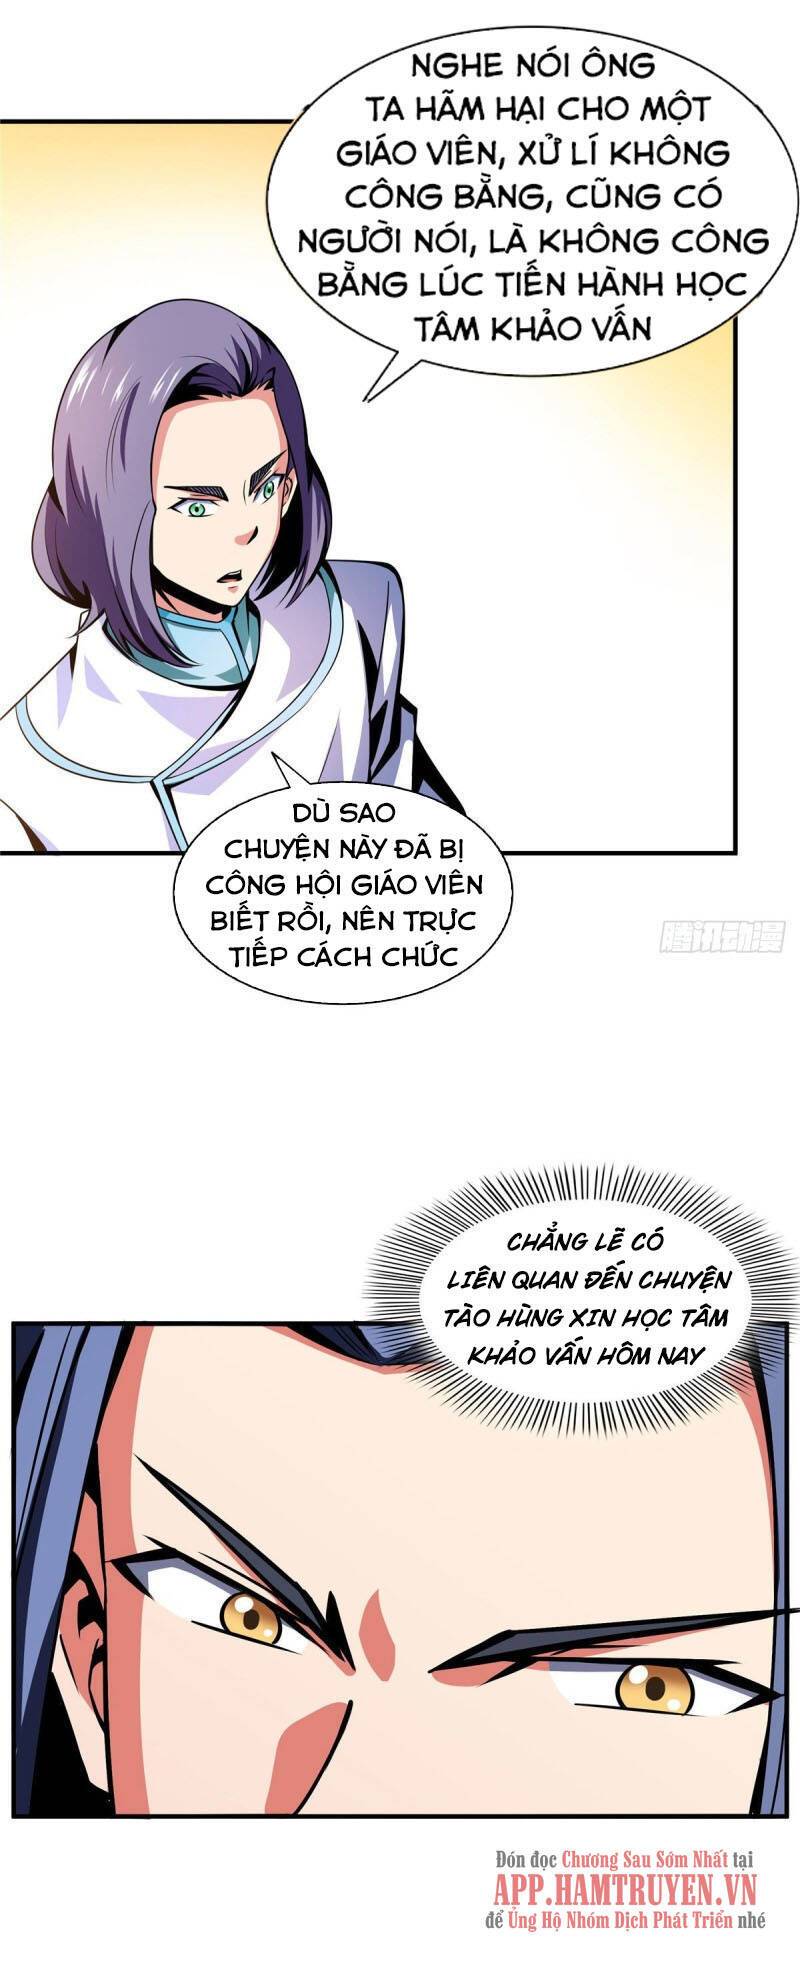 NGHE NÓI ÔNG
TA HÃM HẠI CHO MỘT
GIÁO VIÊN, XỬ LÍ KHÔNG
CÔNG BẰNG, CŨNG CÓ
NGƯỜI NÓI, LÀ KHÔNG CÔNG
BẰNG LÚC TIẾN HÀNH HỌC
TÂM KHẢO VẤN
DÙ SAO
CHUYỆN NÀY ĐÃ BỊ
CÔNG HỘI GIÁO VIÊN
BIẾT RỒI, NÊN TRỰC
TIẾP CÁCH CHỨC
腾讯动漫
CHẲNG LẼ CÓ
LIÊN QUAN ĐẾN CHUYỆN
TÀO HÙNG XIN HỌC TÂM
KHẢO VẤN HÔM NAY
Đón đọc Chương Sau Sớm Nhất tại
APP.HAMTRUYEN.VN
để Ủng Hộ Nhóm Dịch Phát Triển nhé